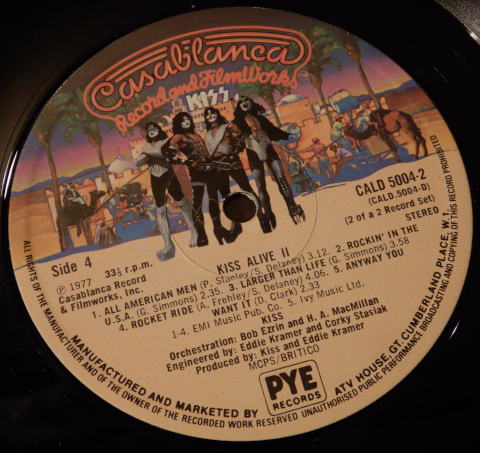 Casablanca
Record and FilmWorks
KISS
CALD 5004-2
(CALD. 5004-D)
(2 of a 2 Record Set)
STEREO
Side 4 33⅓ r.p.m.
KISS ALIVE II
℗ 1977
Casablanca Record
& Filmworks, Inc.
1. ALL AMERICAN MEN (P. Stanley/S. Delaney) 3.12. 2. ROCKIN' IN THE
U.S.A. (G. Simmons) 2.35. 3. LARGER THAN LIFE (G. Simmons) 3.58
4. ROCKET RIDE (A. Frehley/S. Delaney) 4.06. 5. ANYWAY YOU
WANT IT (D. Clark) 2.33
1-4. EMI Music Pub. Co. 5. Ivy Music Ltd.
KISS
Orchestration: Bob Ezrin and H. A. MacMillan
Engineered by: Eddie Kramer and Corky Stasiak
Produced by: Kiss and Eddie Kramer
MCPS/BRITICO
PYE
RECORDS
MANUFACTURED AND MARKETED BY
ATV HOUSE, GT. CUMBERLAND PLACE, W.1.
ALL RIGHTS OF THE MANUFACTURER AND OF THE OWNER OF THE RECORDED WORK RESERVED UNAUTHORISED PUBLIC PERFORMANCE BROADCASTING AND COPYING OF THIS RECORD PROHIBITED